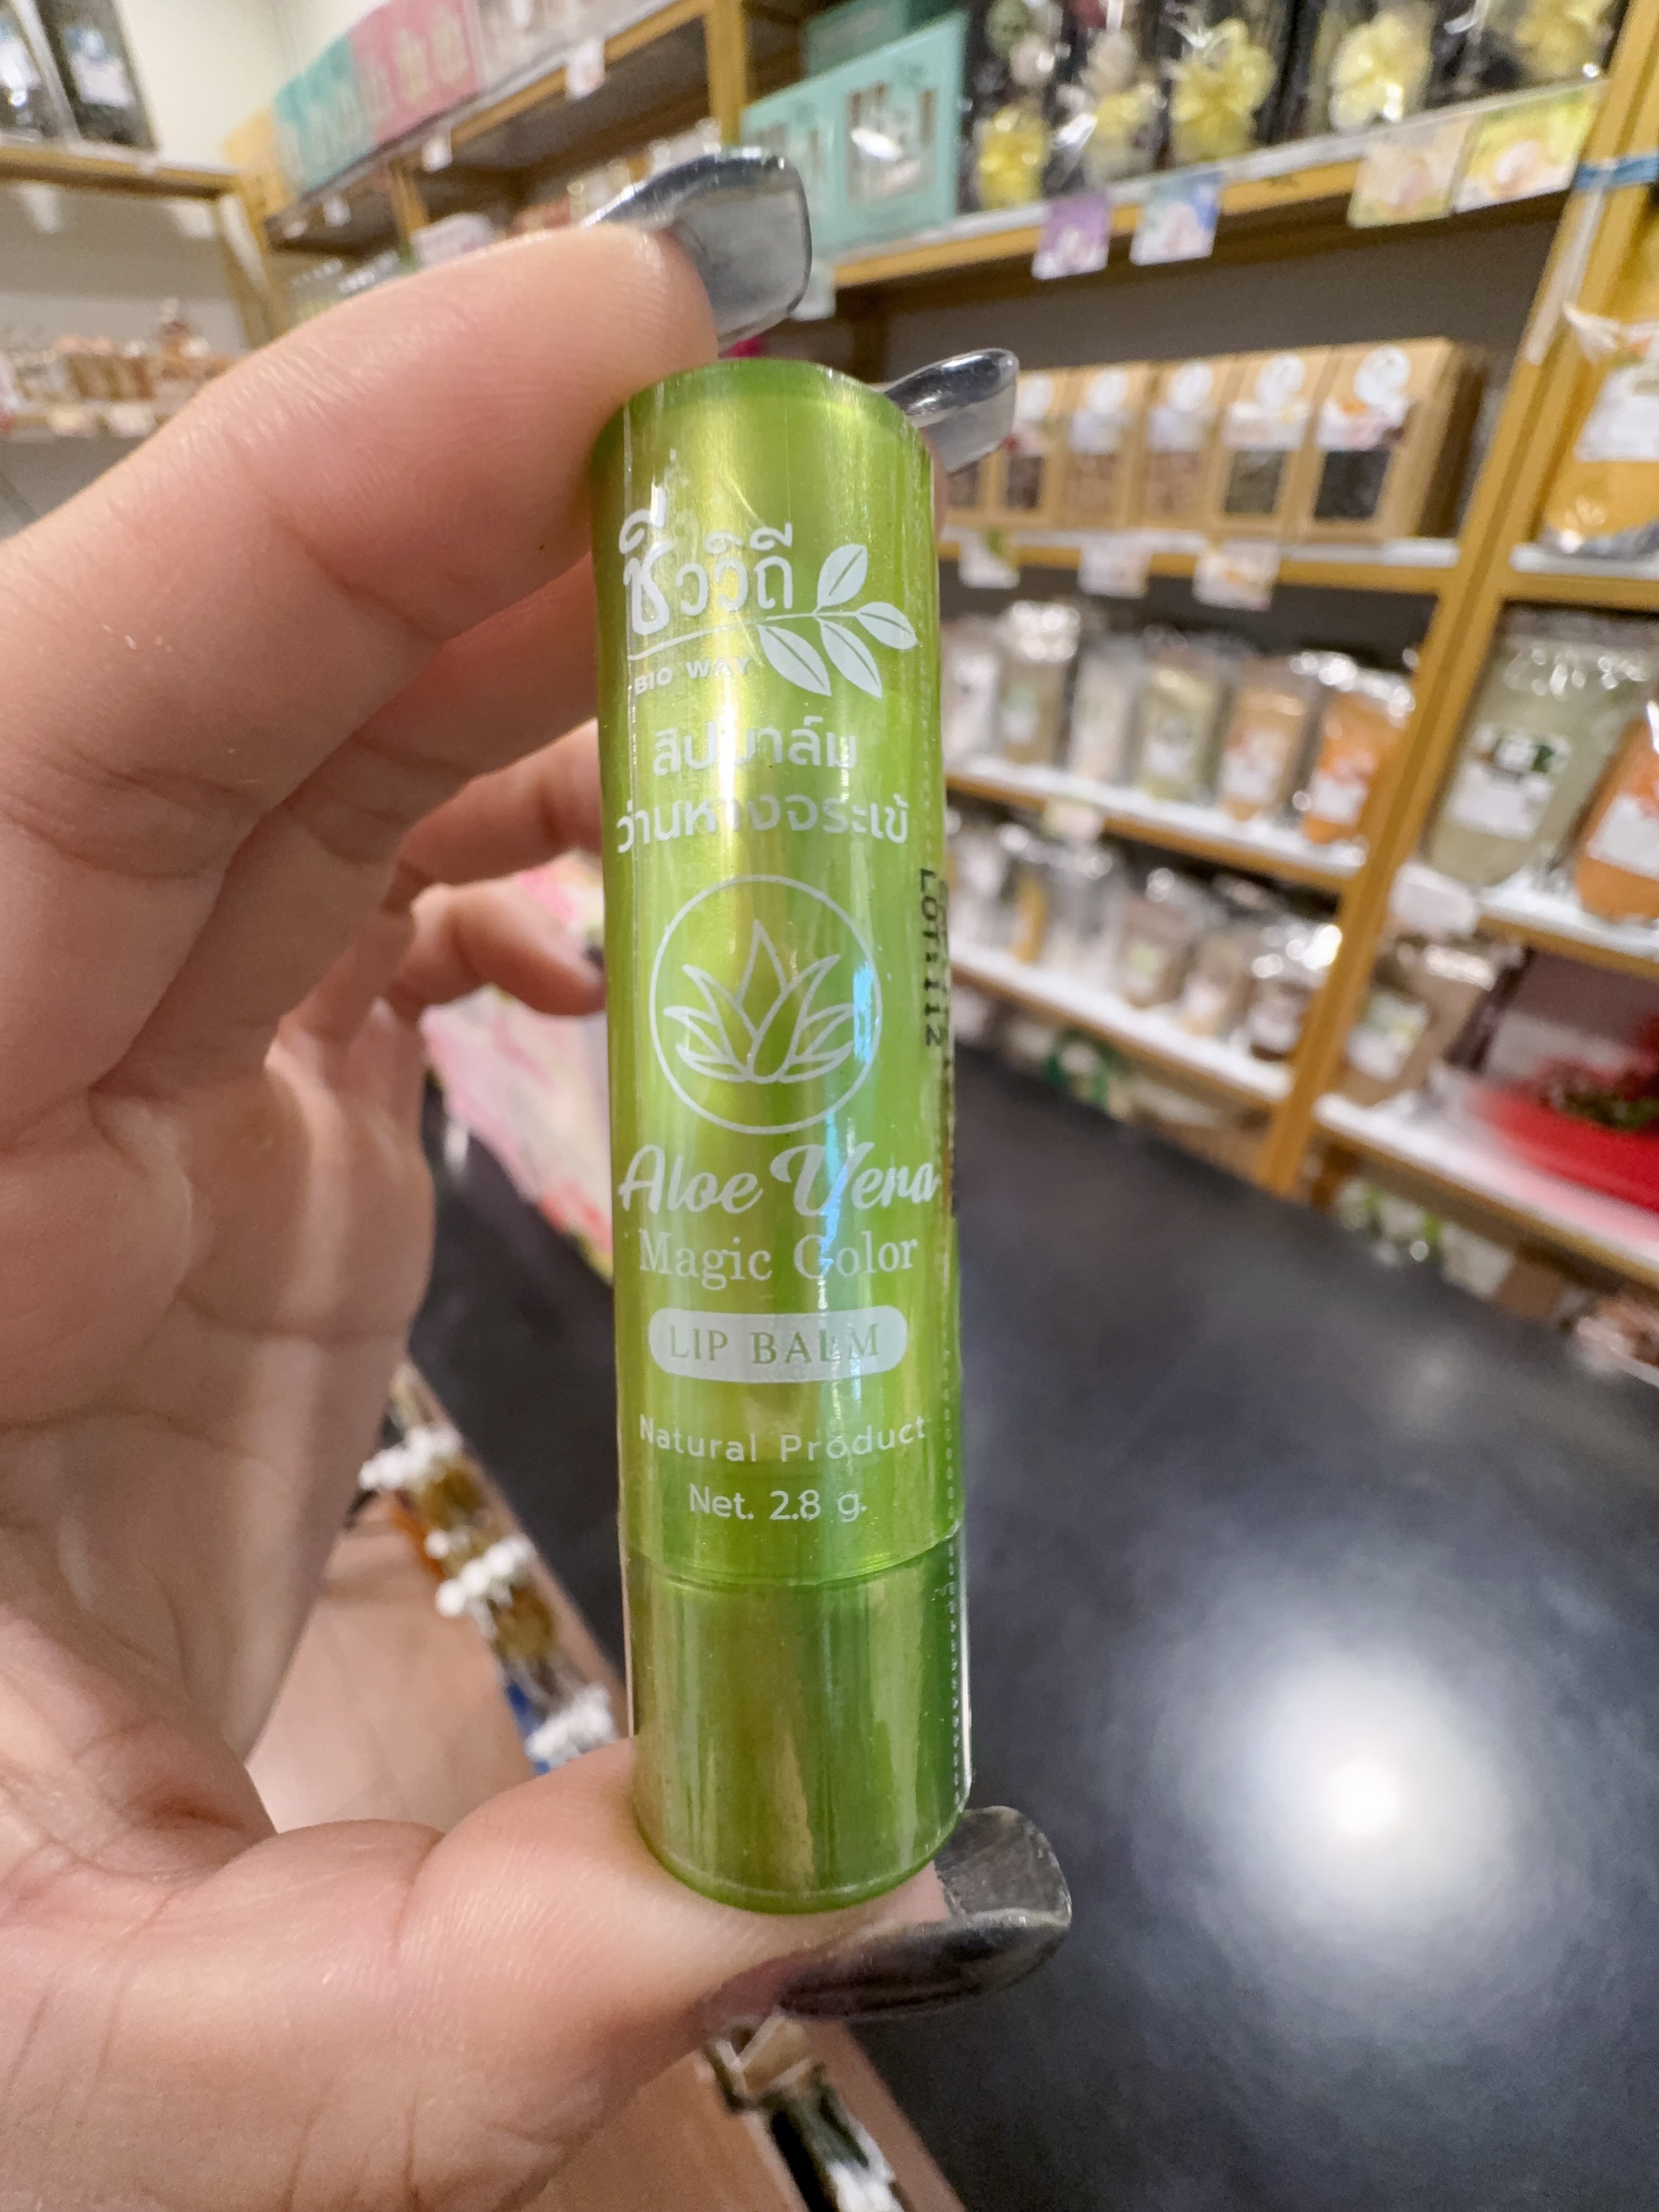 ชีววิถี
BIO WAY
ลิปบาล์ม
ว่านหางจระเข้
Aloe Vera
Magic Color
LIP BALM
Natural Product
Net. 2.8 g.